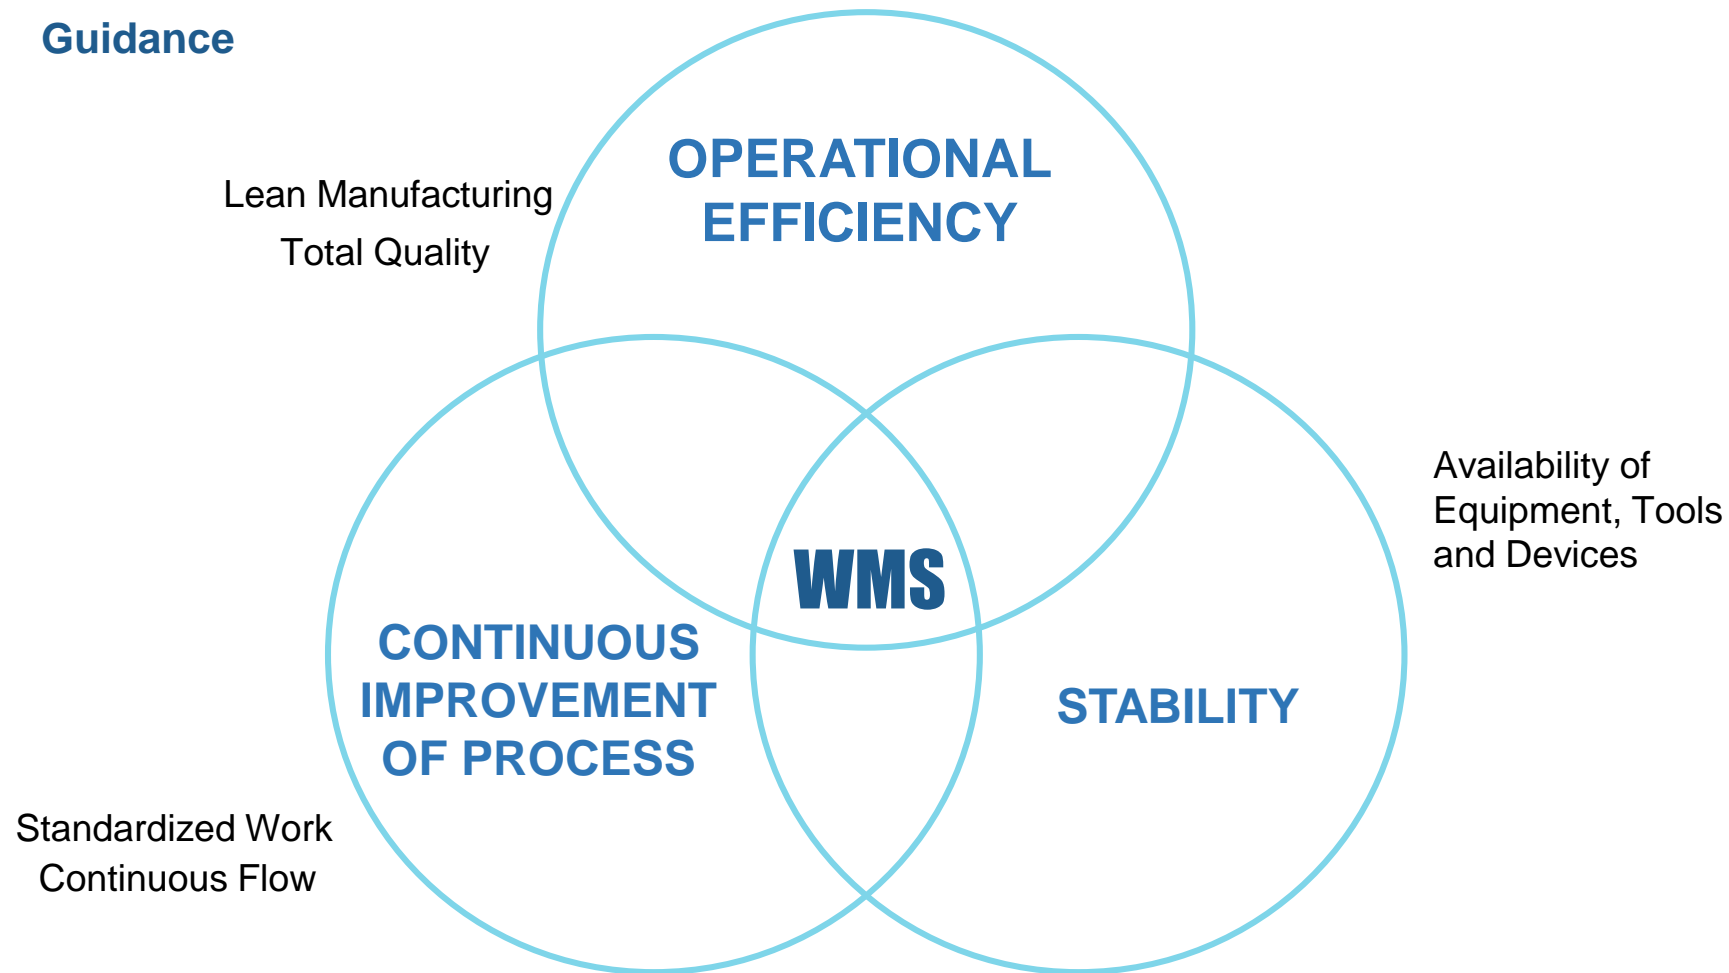 Guidance
OPERATIONAL
EFFICIENCY
Lean Manufacturing
Total Quality
Availability of
Equipment, Tools
and Devices
WMS
CONTINUOUS
IMPROVEMENT
OF PROCESS
STABILITY
Standardized Work
Continuous Flow